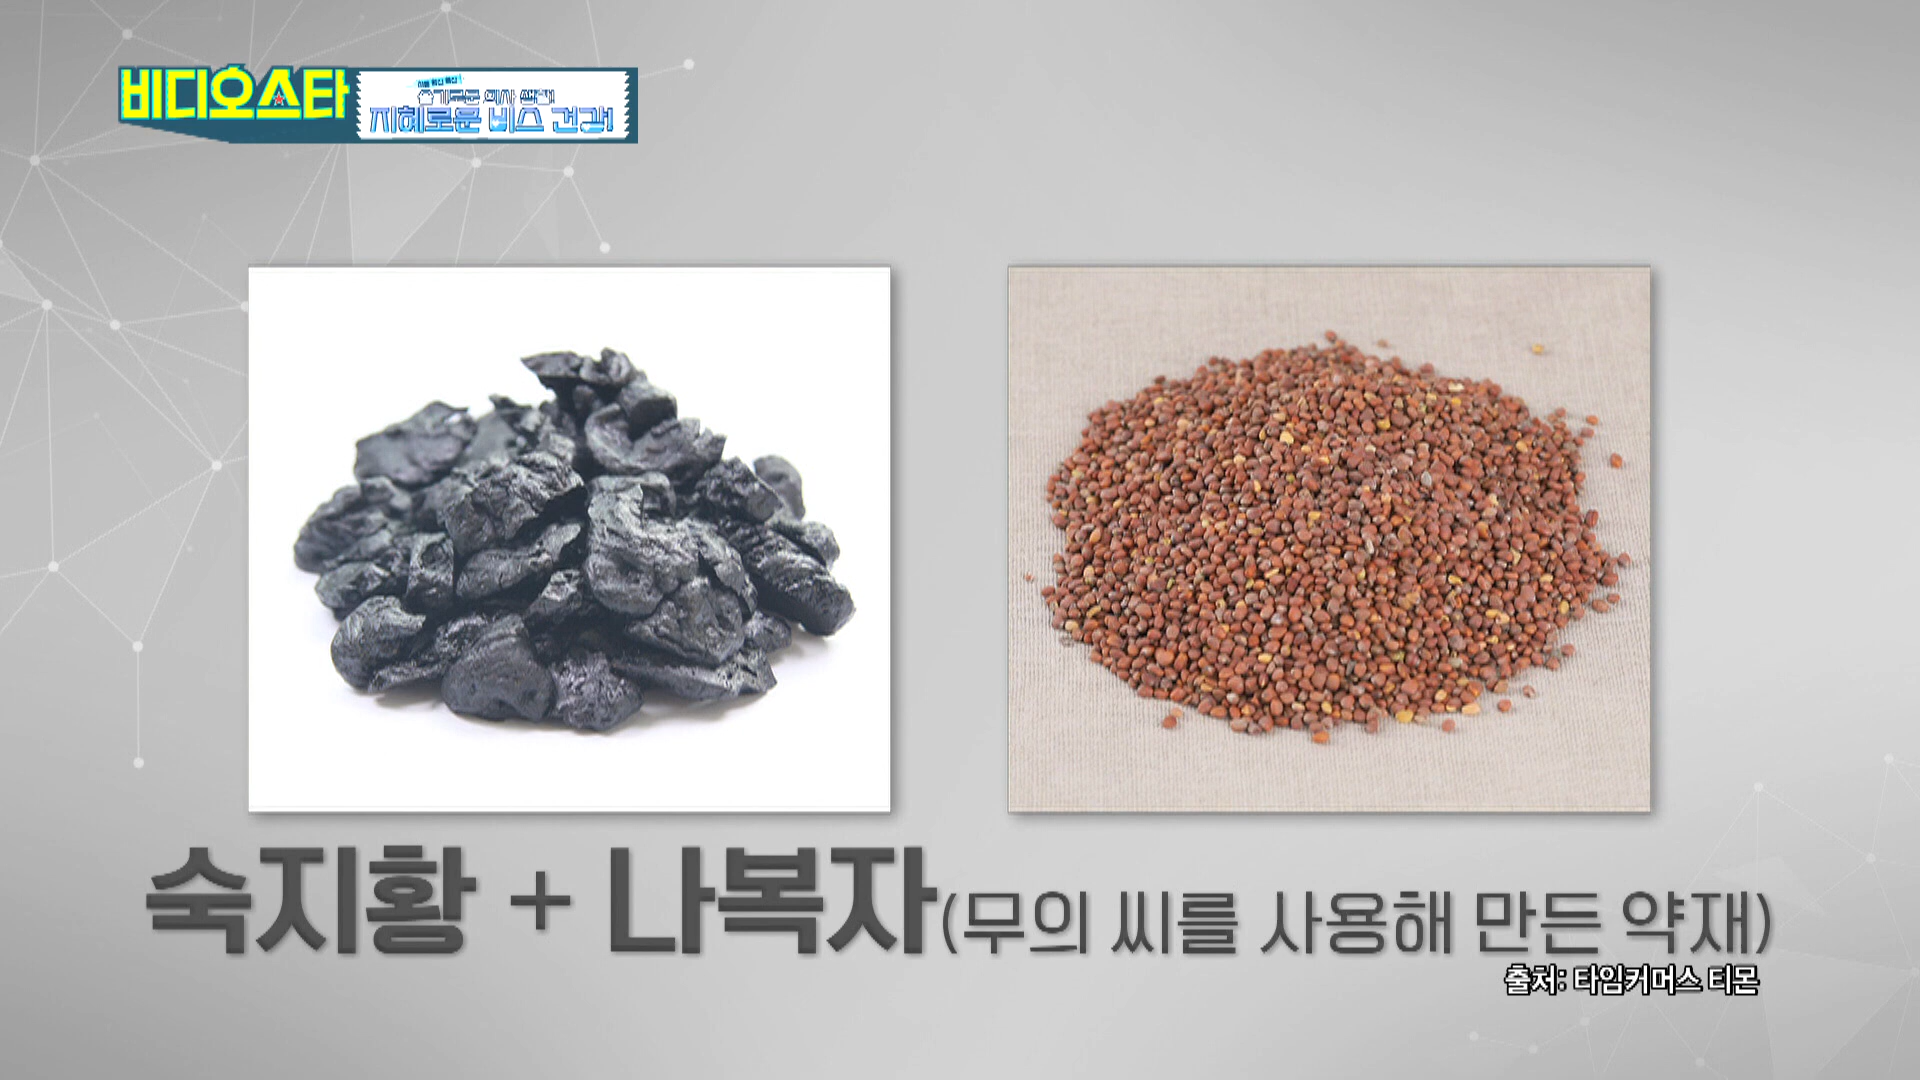 비디오스타
지혜로운 비스 건강!
숙지황 + 나복자(무의 씨를 사용해 만든 약재)
출처: 타임커머스 티몬